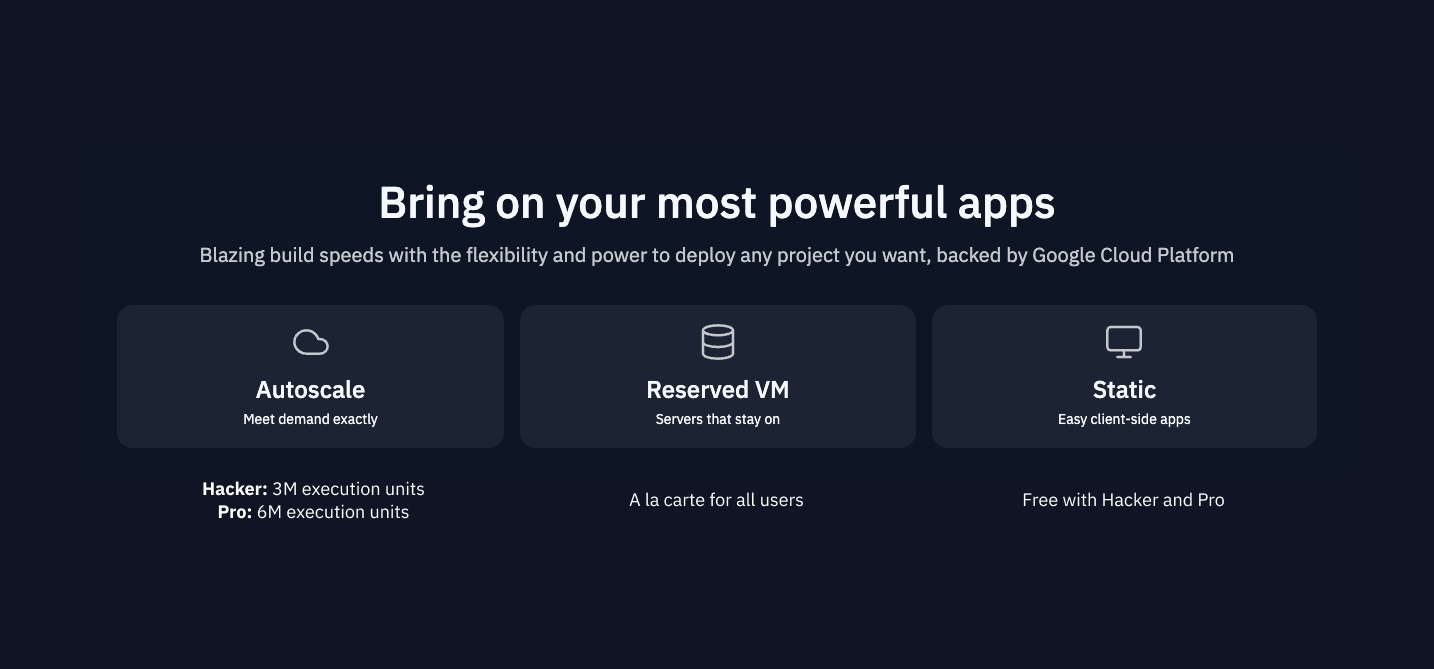 Bring on your most powerful apps
Blazing build speeds with the flexibility and power to deploy any project you want, backed by Google Cloud Platform
Autoscale
Meet demand exactly
Hacker: 3M execution units
Pro: 6M execution units
Reserved VM
Servers that stay on
A la carte for all users
Static
Easy client-side apps
Free with Hacker and Pro